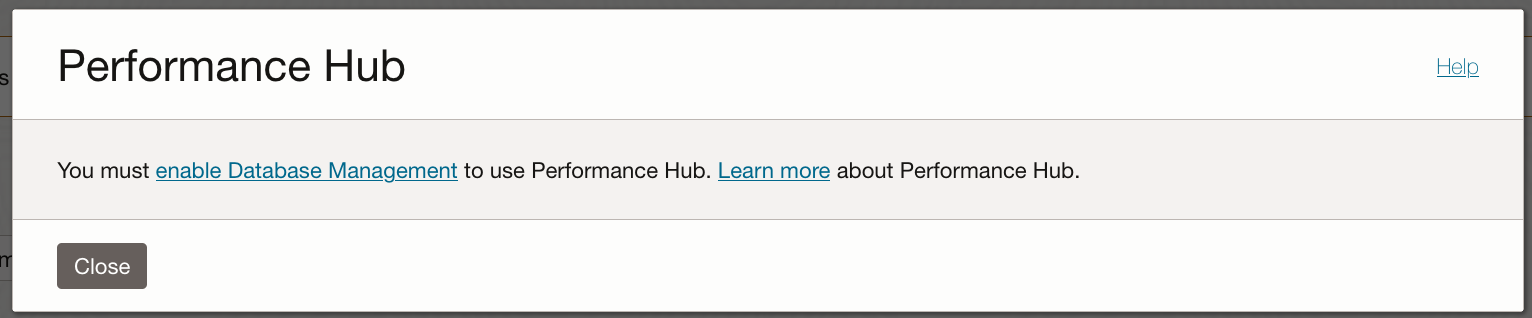 Performance Hub
Help
You must enable Database Management to use Performance Hub. Learn more about Performance Hub.
Close